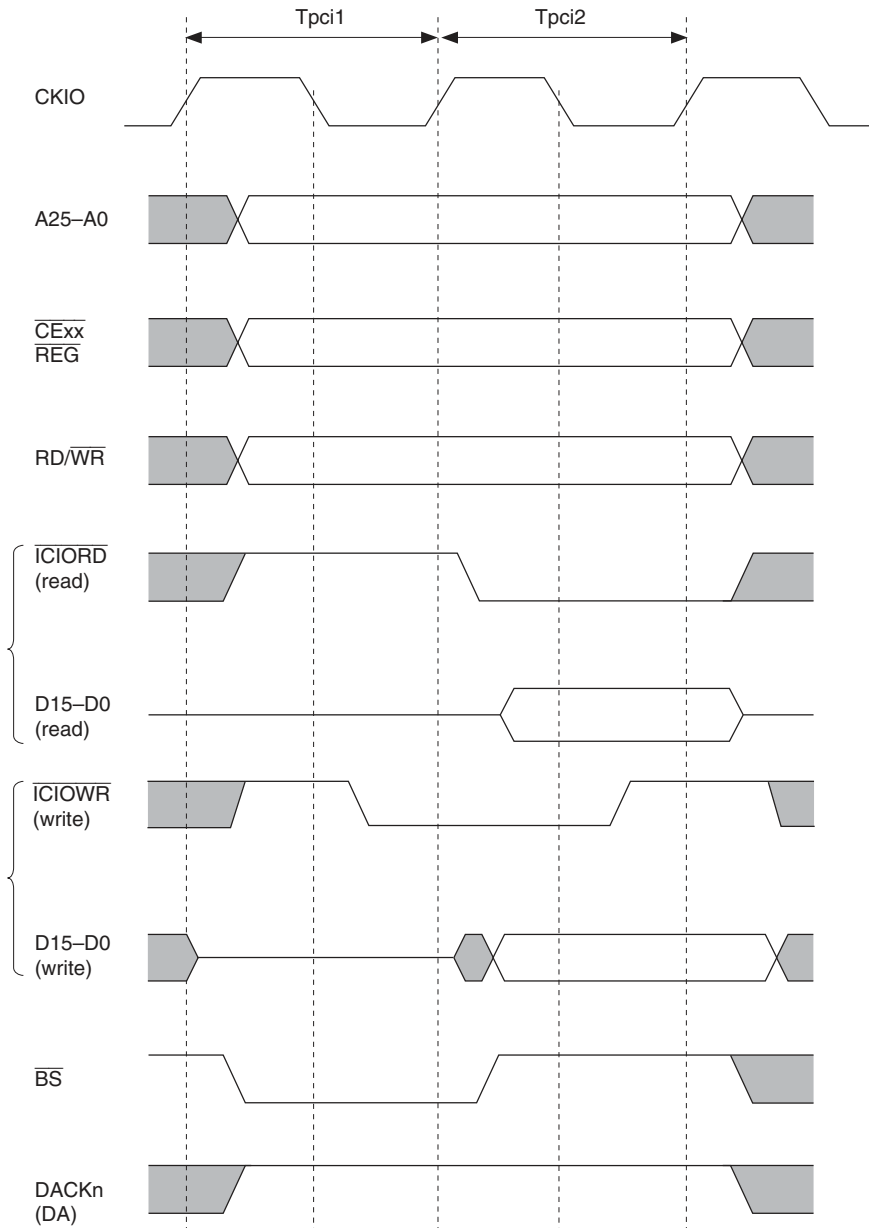 Tpci1 Tpci2
CKIO
A25–A0
CExx
REG
RD/WR
ICIORD
(read)
D15–D0
(read)
ICIOWR
(write)
D15–D0
(write)
BS
DACKn
(DA)